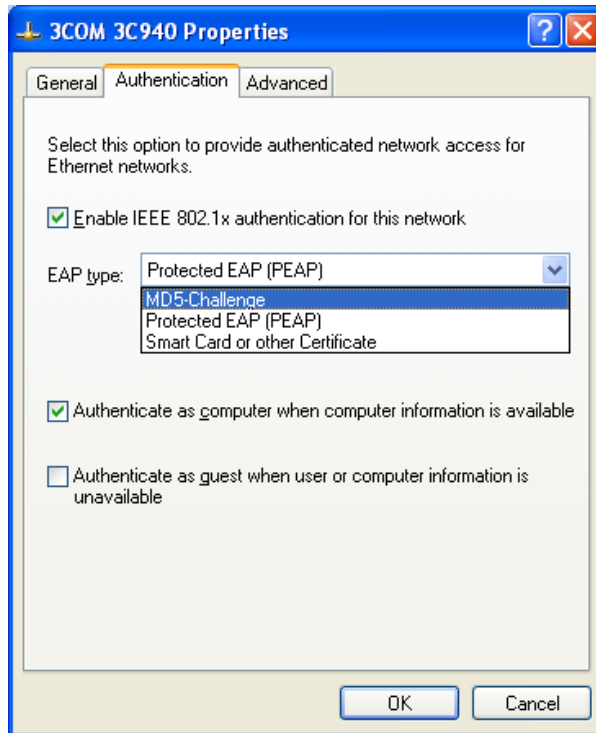 3COM 3C940 Properties
General
Authentication
Advanced
Select this option to provide authenticated network access for
Ethernet networks.
Enable IEEE 802.1x authentication for this network
EAP type:
Protected EAP (PEAP)
MD5-Challenge
Protected EAP (PEAP)
Smart Card or other Certificate
Authenticate as computer when computer information is available
Authenticate as guest when user or computer information is
unavailable
OK
Cancel